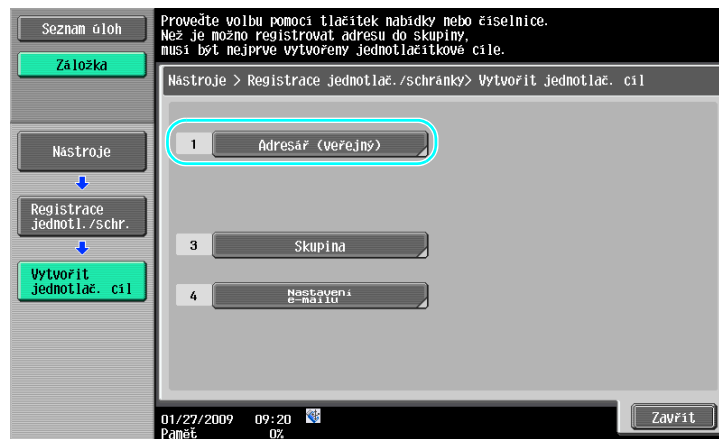 Seznam úloh
Záložka
Proveďte volbu pomocí tlačítek nabídky nebo číselnice.
Než je možno registrovat adresu do skupiny,
musí být nejprve vytvořeny jednotlačítkové cíle.
Nástroje > Registrace jednotlač./schránky> Vytvořit jednotlač. cíl
Nástroje
Registrace
jednotl./schr.
Vytvořit
jednotlač. cíl
1 Adresář (veřejný)
3 Skupina
4 Nastavení
e-mailu
01/27/2009 09:20
Paměť 0%
Zavřít